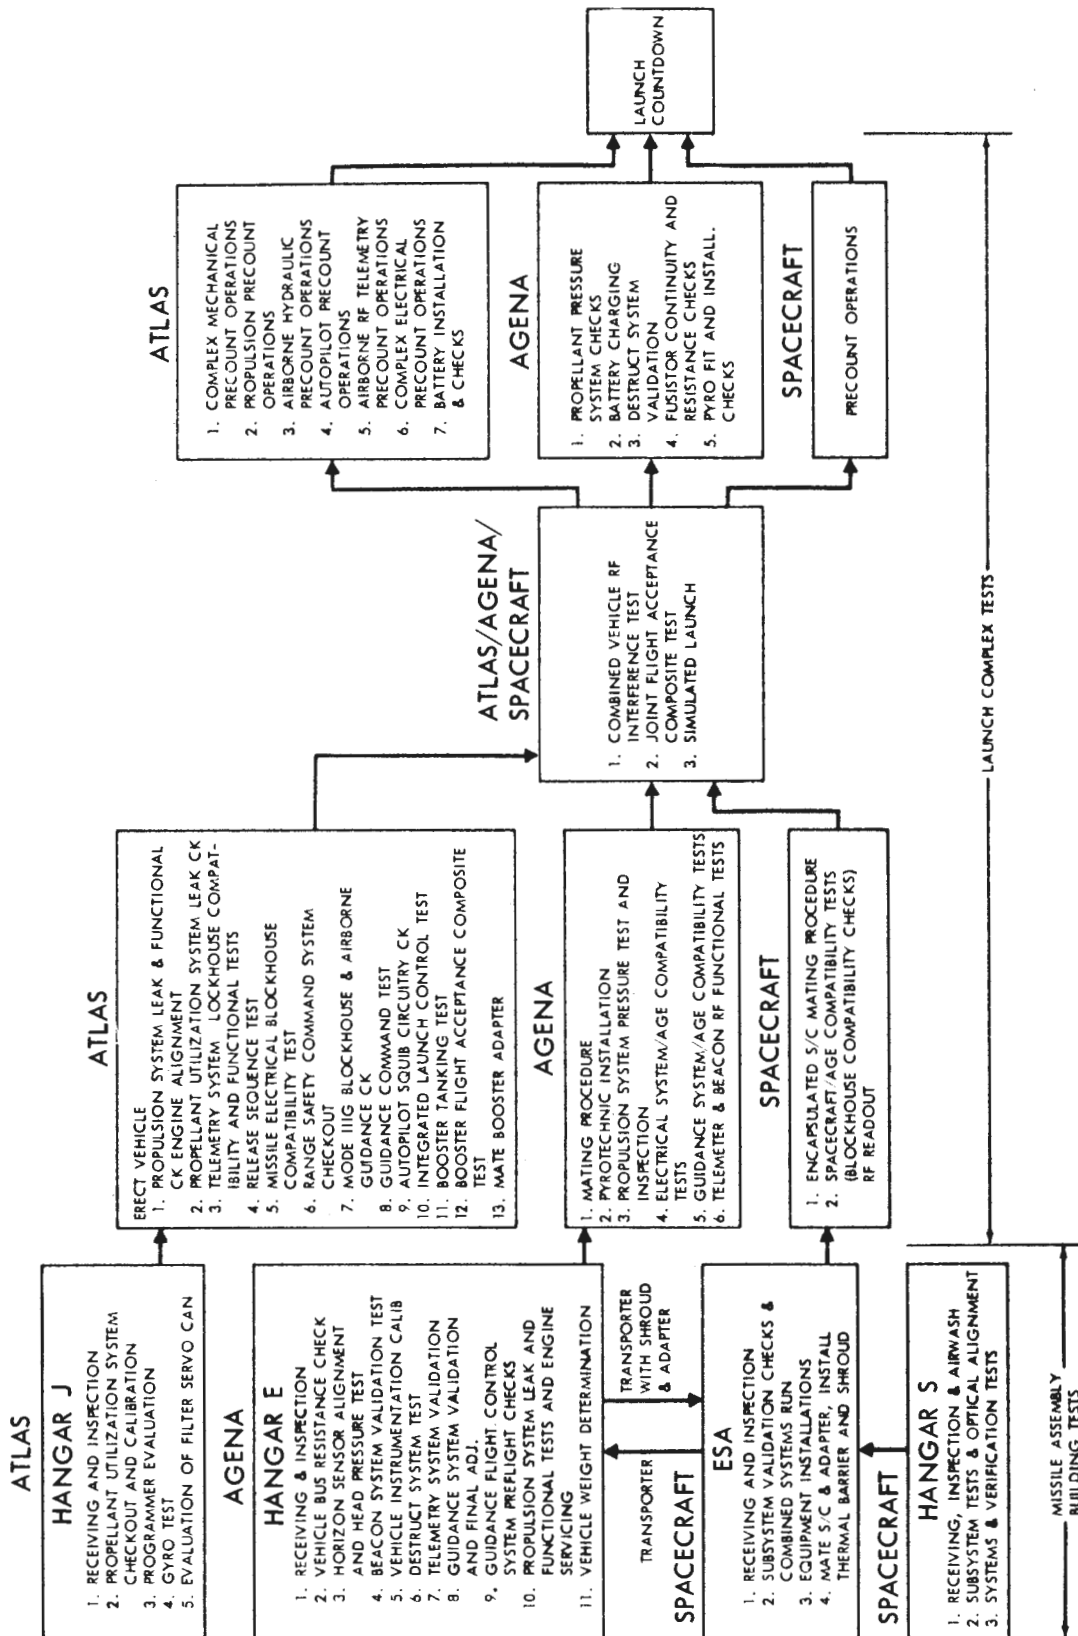 ATLAS
HANGAR J
1. RECEIVING AND INSPECTION
2. PROPELLANT UTILIZATION SYSTEM
CHECKOUT AND CALIBRATION
3. PROGRAMMER EVALUATION
4. GYRO TEST
5. EVALUATION OF FILTER SERVO CAN
AGENA
HANGAR E
1. RECEIVING & INSPECTION
2. VEHICLE BUS RESISTANCE CHECK
3. HORIZON SENSOR ALIGNMENT
AND HEAD PRESSURE TEST
4. BEACON SYSTEM VALIDATION TEST
5. VEHICLE INSTRUMENTATION CALIB
6. DESTRUCT SYSTEM TEST
7. TELEMETRY SYSTEM VALIDATION
8. GUIDANCE SYSTEM VALIDATION
AND FINAL ADJ.
9. GUIDANCE FLIGHT CONTROL
SYSTEM PREFLIGHT CHECKS
10. PROPULSION SYSTEM LEAK AND
FUNCTIONAL TESTS AND ENGINE
SERVICING
11. VEHICLE WEIGHT DETERMINATION
TRANSPORTER
TRANSPORTER
WITH SHROUD
& ADAPTER
SPACECRAFT
ESA
1. RECEIVING AND INSPECTION
2. SUBSYSTEM VALIDATION CHECKS &
COMBINED SYSTEMS RUN
3. EQUIPMENT INSTALLATIONS
4. MATE S/C & ADAPTER, INSTALL
THERMAL BARRIER AND SHROUD
SPACECRAFT
HANGAR S
1. RECEIVING, INSPECTION & AIRWASH
2. SUBSYSTEM TESTS & OPTICAL ALIGNMENT
3. SYSTEMS & VERIFICATION TESTS
MISSILE ASSEMBLY
BUILDING TESTS
ATLAS
ERECT VEHICLE
1. PROPULSION SYSTEM LEAK & FUNCTIONAL
CK ENGINE ALIGNMENT
2. PROPELLANT UTILIZATION SYSTEM LEAK CK
3. TELEMETRY SYSTEM LOCKHOUSE COMPAT-
IBILITY AND FUNCTIONAL TESTS
4. RELEASE SEQUENCE TEST
5. MISSILE ELECTRICAL BLOCKHOUSE
COMPATIBILITY TEST
6. RANGE SAFETY COMMAND SYSTEM
CHECKOUT
7. MODE IIIG BLOCKHOUSE & AIRBORNE
GUIDANCE CK
8. GUIDANCE COMMAND TEST
9. AUTOPILOT SQUIB CIRCUITRY CK
10. INTEGRATED LAUNCH CONTROL TEST
11. BOOSTER TANKING TEST
12. BOOSTER FLIGHT ACCEPTANCE COMPOSITE
TEST
13. MATE BOOSTER ADAPTER
AGENA
1. MATING PROCEDURE
2. PYROTECHNIC INSTALLATION
3. PROPULSION SYSTEM PRESSURE TEST AND
INSPECTION
4. ELECTRICAL SYSTEM/AGE COMPATIBILITY
TESTS
5. GUIDANCE SYSTEM/AGE COMPATIBILITY TESTS
6. TELEMETER & BEACON RF FUNCTIONAL TESTS
SPACECRAFT
1. ENCAPSULATED S/C MATING PROCEDURE
2. SPACECRAFT/AGE COMPATIBILITY TESTS
(BLOCKHOUSE COMPATIBILITY CHECKS)
RF READOUT
ATLAS/AGENA/
SPACECRAFT
1. COMBINED VEHICLE RF
INTERFERENCE TEST
2. JOINT FLIGHT ACCEPTANCE
COMPOSITE TEST
3. SIMULATED LAUNCH
LAUNCH COMPLEX TESTS
ATLAS
1. COMPLEX MECHANICAL
PRECOUNT OPERATIONS
2. PROPULSION PRECOUNT
OPERATIONS
3. AIRBORNE HYDRAULIC
PRECOUNT OPERATIONS
4. AUTOPILOT PRECOUNT
OPERATIONS
5. AIRBORNE RF TELEMETRY
PRECOUNT OPERATIONS
6. COMPLEX ELECTRICAL
PRECOUNT OPERATIONS
7. BATTERY INSTALLATION
& CHECKS
AGENA
1. PROPELLANT PRESSURE
SYSTEM CHECKS
2. BATTERY CHARGING
3. DESTRUCT SYSTEM
VALIDATION
4. FUSISTOR CONTINUITY AND
RESISTANCE CHECKS
5. PYRO FIT AND INSTALL.
CHECKS
SPACECRAFT
PRECOUNT OPERATIONS
LAUNCH
COUNTDOWN